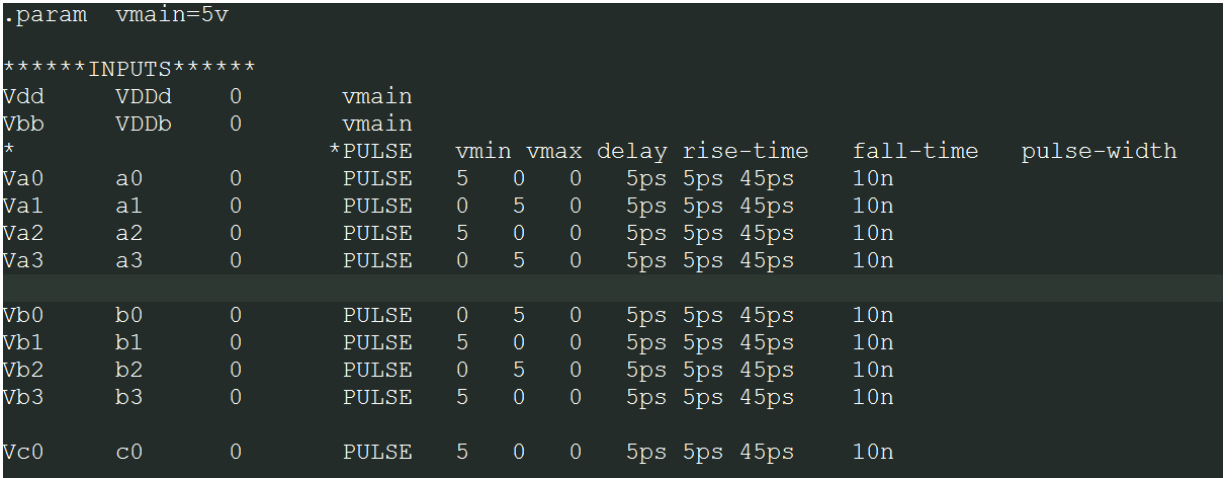 .param vmain=5v
******INPUTS******
Vdd VDDd 0 vmain
Vbb VDDb 0 vmain
* *PULSE vmin vmax delay rise-time fall-time pulse-width
Va0 a0 0 PULSE 5 0 0 5ps 5ps 45ps 10n
Va1 a1 0 PULSE 0 5 0 5ps 5ps 45ps 10n
Va2 a2 0 PULSE 5 0 0 5ps 5ps 45ps 10n
Va3 a3 0 PULSE 0 5 0 5ps 5ps 45ps 10n
Vb0 b0 0 PULSE 0 5 0 5ps 5ps 45ps 10n
Vb1 b1 0 PULSE 5 0 0 5ps 5ps 45ps 10n
Vb2 b2 0 PULSE 0 5 0 5ps 5ps 45ps 10n
Vb3 b3 0 PULSE 5 0 0 5ps 5ps 45ps 10n
Vc0 c0 0 PULSE 5 0 0 5ps 5ps 45ps 10n